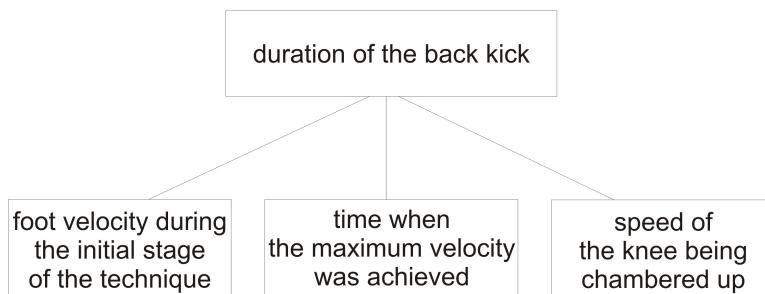 duration of the back kick
foot velocity during
the initial stage
of the technique
time when
the maximum velocity
was achieved
speed of
the knee being
chambered up